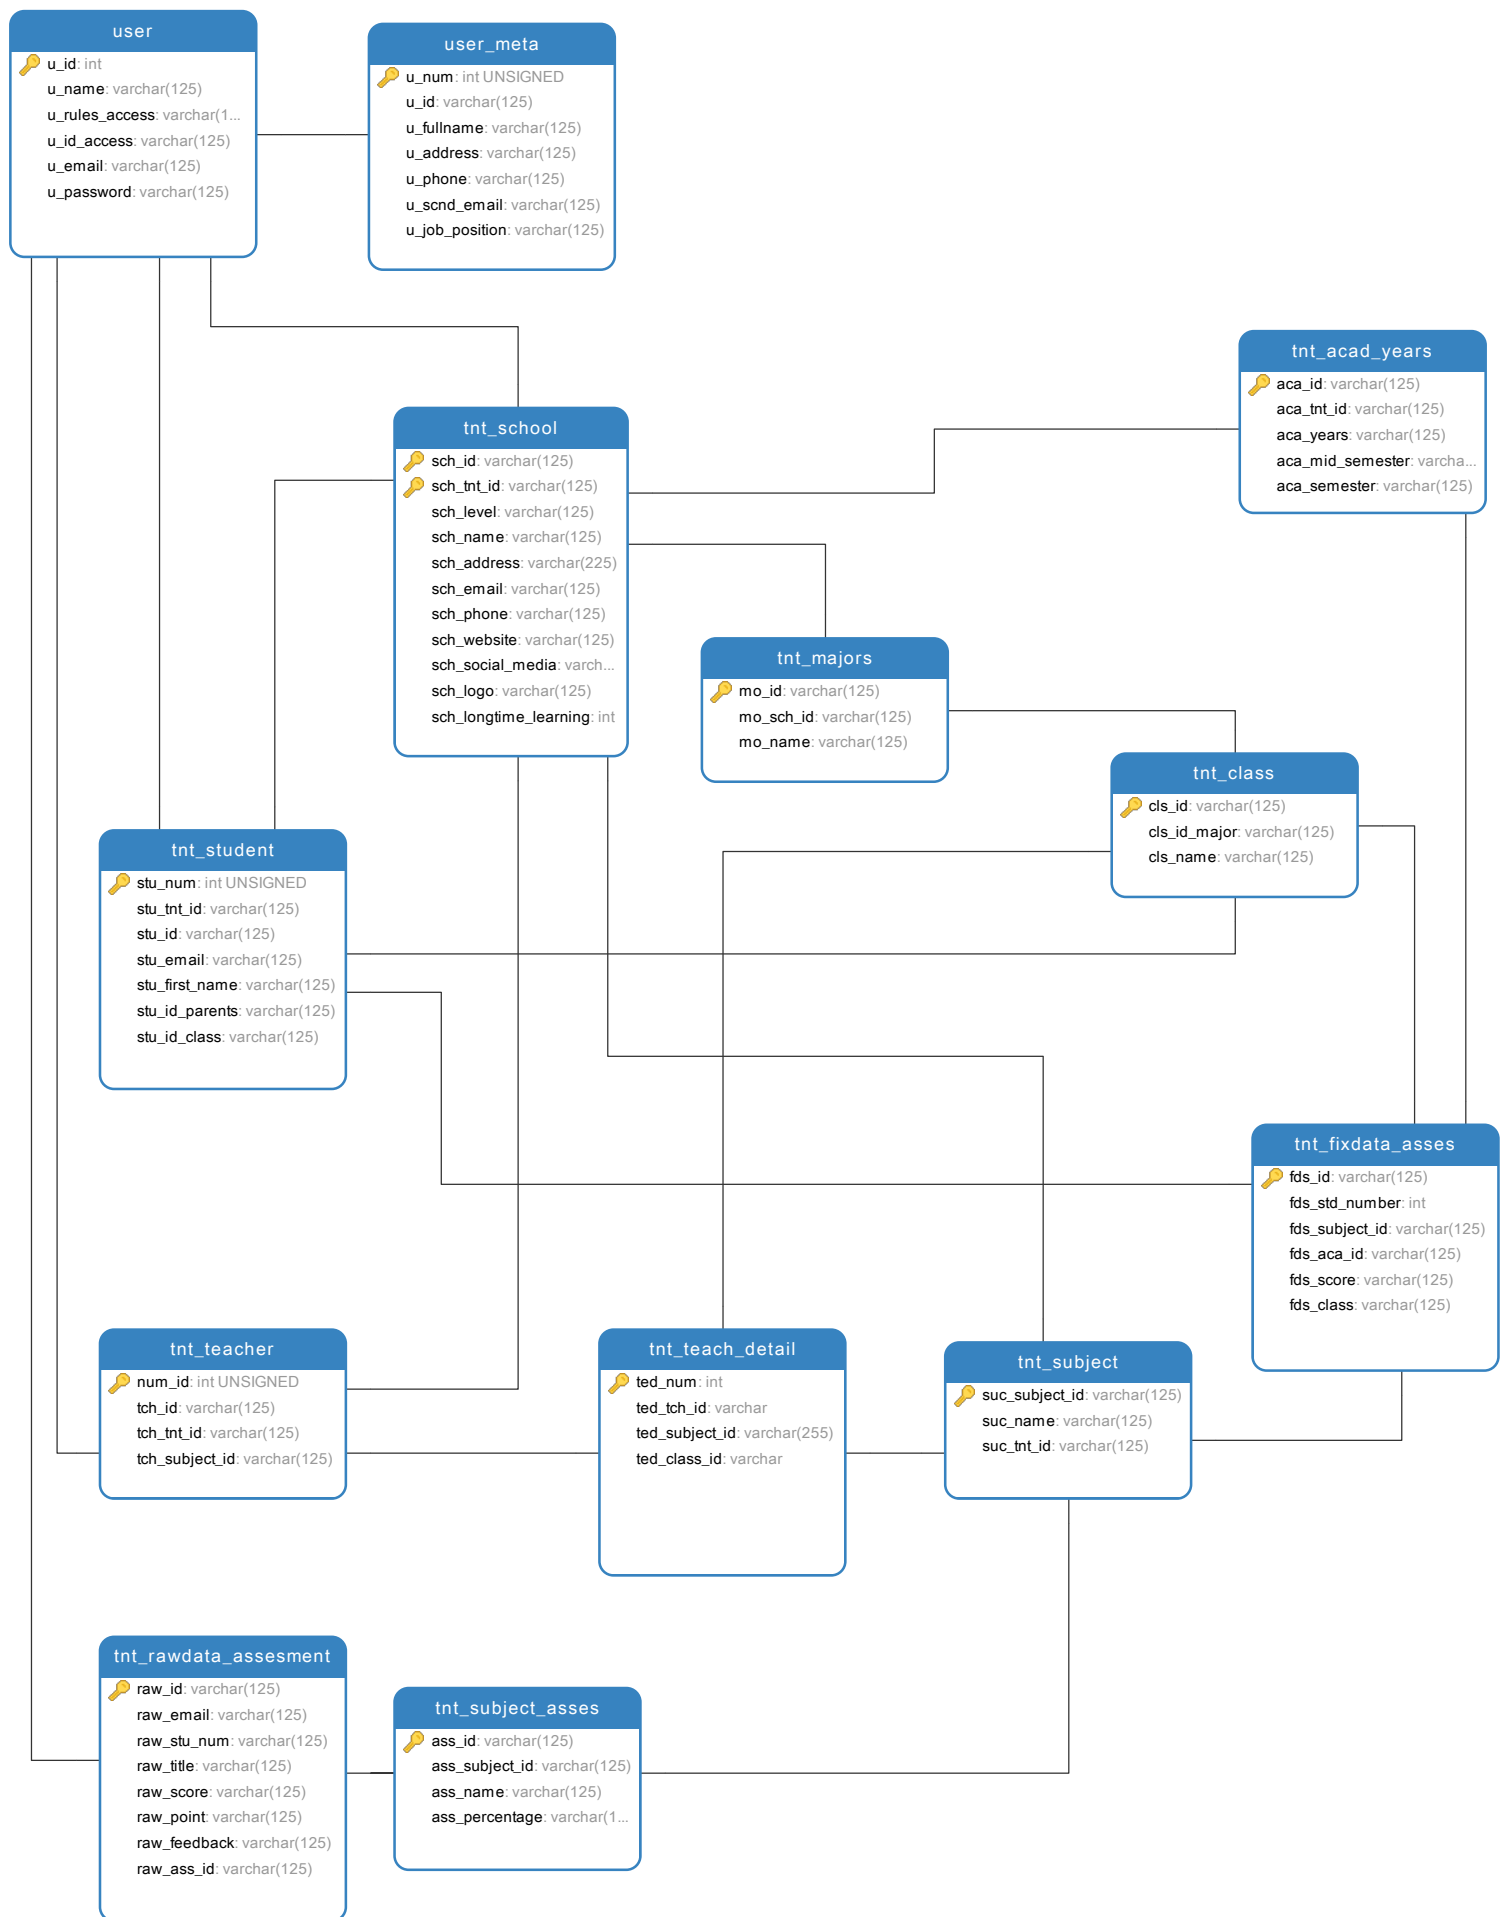 user
u_id: int
u_name: varchar(125)
u_rules_access: varchar(1...
u_id_access: varchar(125)
u_email: varchar(125)
u_password: varchar(125)
user_meta
u_num: int UNSIGNED
u_id: varchar(125)
u_fullname: varchar(125)
u_address: varchar(125)
u_phone: varchar(125)
u_scnd_email: varchar(125)
u_job_position: varchar(125)
tnt_acad_years
aca_id: varchar(125)
aca_tnt_id: varchar(125)
aca_years: varchar(125)
aca_mid_semester: varcha...
aca_semester: varchar(125)
tnt_school
sch_id: varchar(125)
sch_tnt_id: varchar(125)
sch_level: varchar(125)
sch_name: varchar(125)
sch_address: varchar(225)
sch_email: varchar(125)
sch_phone: varchar(125)
sch_website: varchar(125)
sch_social_media: varch...
sch_logo: varchar(125)
sch_longtime_learning: int
tnt_majors
mo_id: varchar(125)
mo_sch_id: varchar(125)
mo_name: varchar(125)
tnt_class
cls_id: varchar(125)
cls_id_major: varchar(125)
cls_name: varchar(125)
tnt_student
stu_num: int UNSIGNED
stu_tnt_id: varchar(125)
stu_id: varchar(125)
stu_email: varchar(125)
stu_first_name: varchar(125)
stu_id_parents: varchar(125)
stu_id_class: varchar(125)
tnt_fixdata_asses
fds_id: varchar(125)
fds_std_number: int
fds_subject_id: varchar(125)
fds_aca_id: varchar(125)
fds_score: varchar(125)
fds_class: varchar(125)
tnt_teacher
num_id: int UNSIGNED
tch_id: varchar(125)
tch_tnt_id: varchar(125)
tch_subject_id: varchar(125)
tnt_teach_detail
ted_num: int
ted_tch_id: varchar
ted_subject_id: varchar(255)
ted_class_id: varchar
tnt_subject
suc_subject_id: varchar(125)
suc_name: varchar(125)
suc_tnt_id: varchar(125)
tnt_rawdata_assesment
raw_id: varchar(125)
raw_email: varchar(125)
raw_stu_num: varchar(125)
raw_title: varchar(125)
raw_score: varchar(125)
raw_point: varchar(125)
raw_feedback: varchar(125)
raw_ass_id: varchar(125)
tnt_subject_asses
ass_id: varchar(125)
ass_subject_id: varchar(125)
ass_name: varchar(125)
ass_percentage: varchar(1...